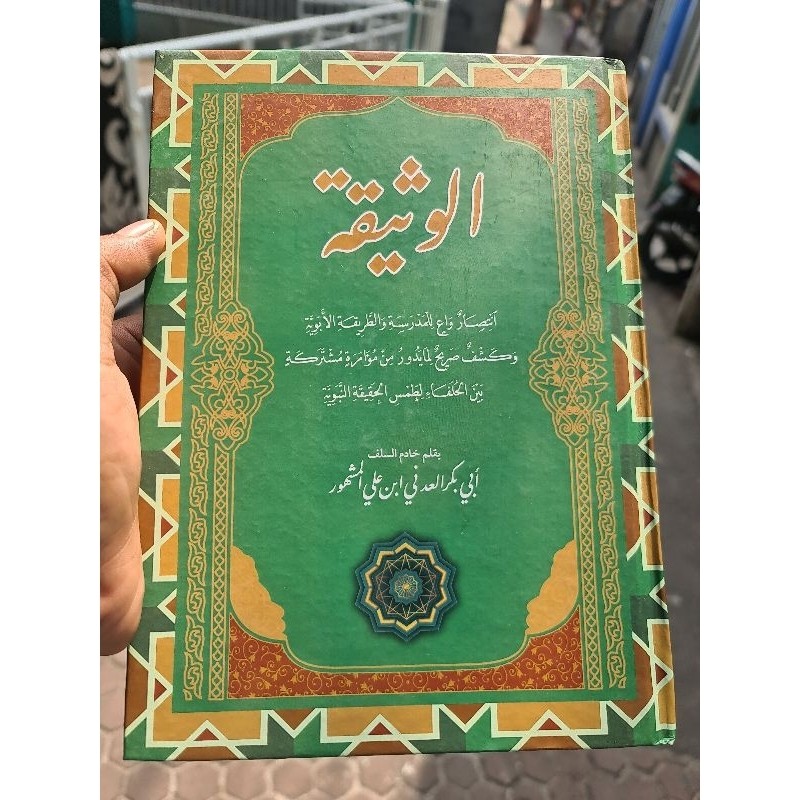 الوثيقة
انتصارٌ واعٍ للمدرسة والطريقة الأبوية
وكشفٌ صريحٌ لما يدور من مؤامرة مشتركة
بين الحلفاء لطمس الحقيقة النبوية
بقلم خادم السلف
أبي بكر العدني ابن علي المشهور